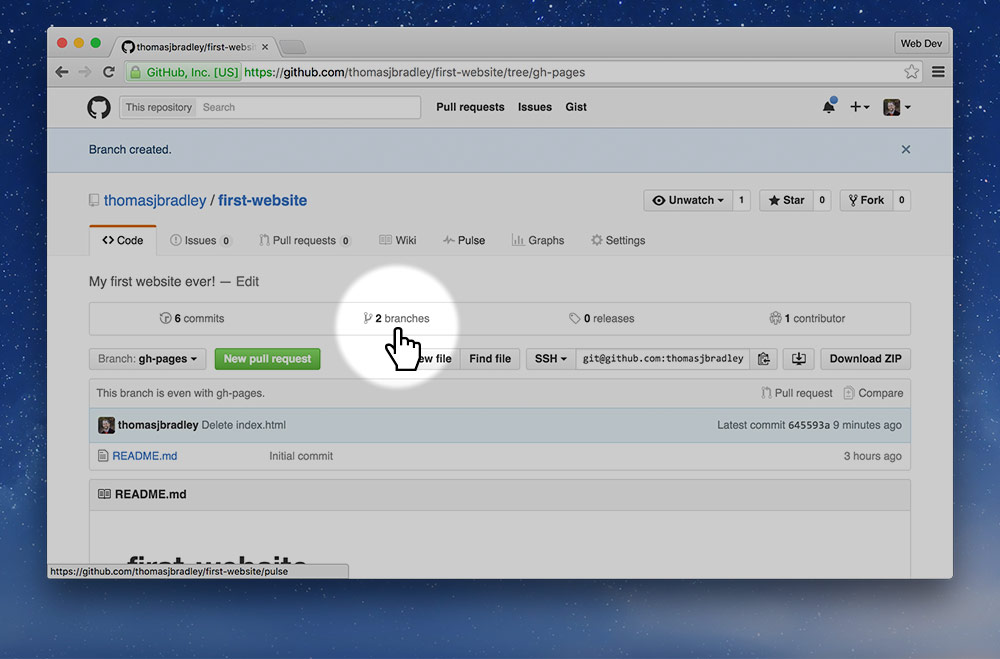 thomasjbradley/first-websi
Web Dev
GitHub, Inc. [US] https://github.com/thomasjbradley/first-website/tree/gh-pages
This repository Search Pull requests Issues Gist
Branch created.
thomasjbradley / first-website Unwatch 1 Star 0 Fork 0
Code Issues 0 Pull requests 0 Wiki Pulse Graphs Settings
My first website ever! — Edit
6 commits 2 branches 0 releases 1 contributor
Branch: gh-pages New pull request file Find file SSH git@github.com:thomasjbradley Download ZIP
This branch is even with gh-pages. Pull request Compare
thomasjbradley Delete index.html Latest commit 645593a 9 minutes ago
README.md Initial commit 3 hours ago
README.md
first-website
https://github.com/thomasjbradley/first-website/pulse